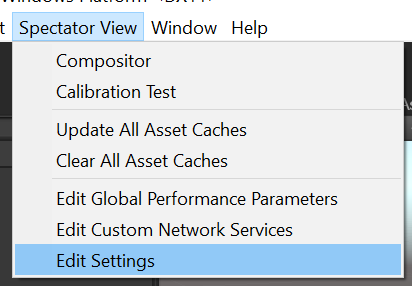 Spectator View Window Help
Compositor
Calibration Test
Update All Asset Caches
Clear All Asset Caches
Edit Global Performance Parameters
Edit Custom Network Services
Edit Settings